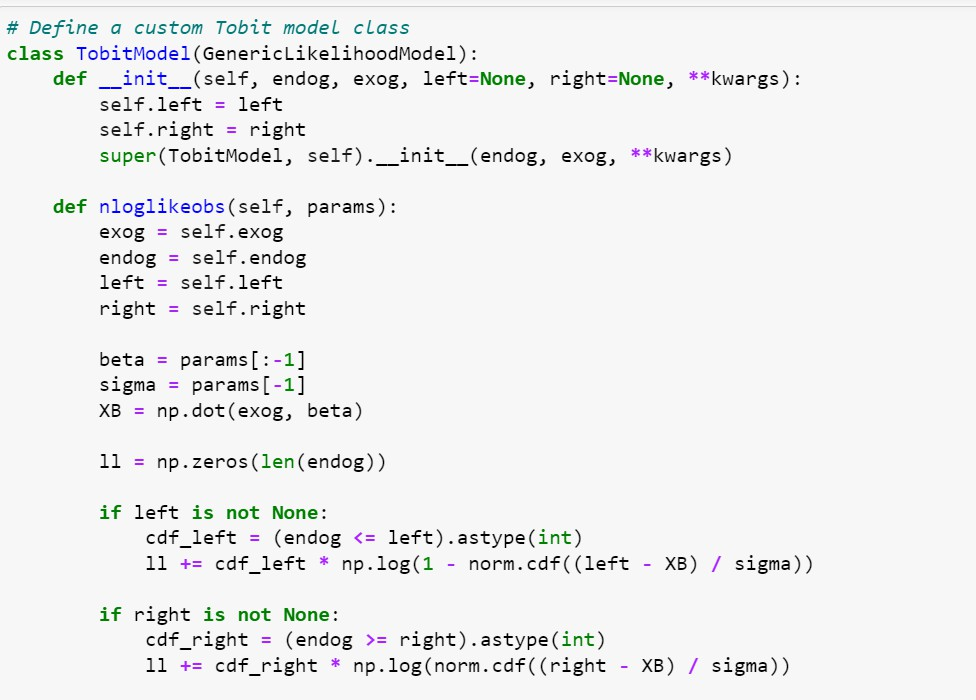 # Define a custom Tobit model class
class TobitModel(GenericLikelihoodModel):
    def __init__(self, endog, exog, left=None, right=None, **kwargs):
        self.left = left
        self.right = right
        super(TobitModel, self).__init__(endog, exog, **kwargs)

    def nloglikeobs(self, params):
        exog = self.exog
        endog = self.endog
        left = self.left
        right = self.right

        beta = params[:-1]
        sigma = params[-1]
        XB = np.dot(exog, beta)

        ll = np.zeros(len(endog))

        if left is not None:
            cdf_left = (endog <= left).astype(int)
            ll += cdf_left * np.log(1 - norm.cdf((left - XB) / sigma))

        if right is not None:
            cdf_right = (endog >= right).astype(int)
            ll += cdf_right * np.log(norm.cdf((right - XB) / sigma))